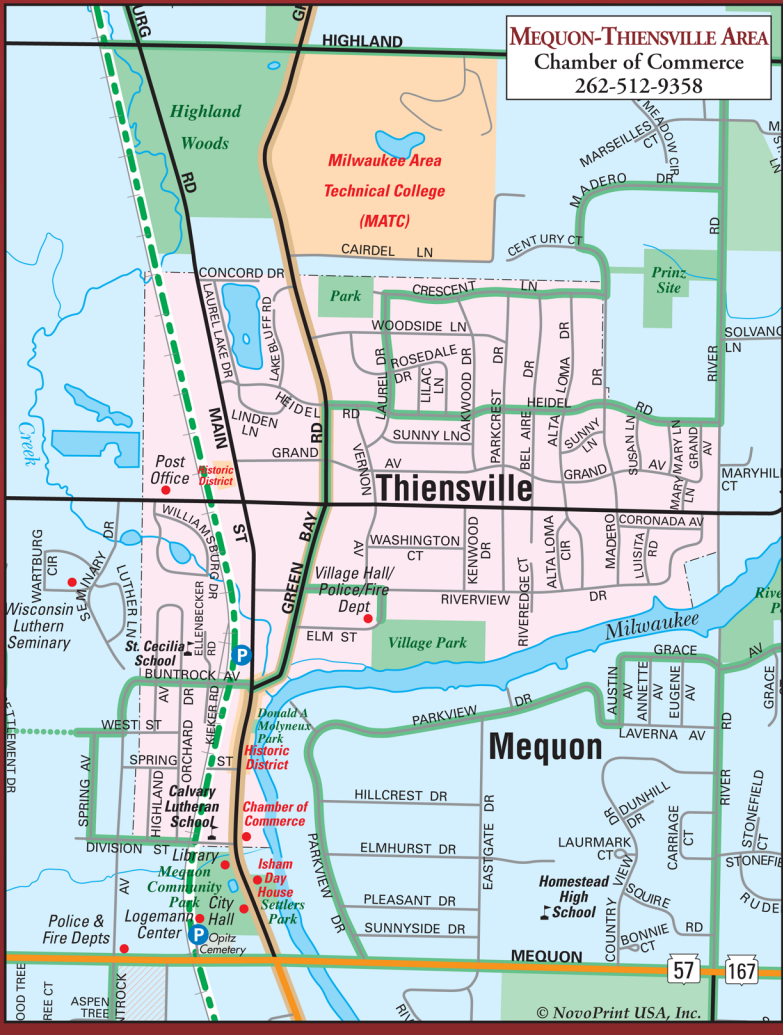 MEQUON-THIENSVILLE AREA
Chamber of Commerce
262-512-9358
HIGHLAND
Highland
Woods
RD
Milwaukee Area
Technical College
(MATC)
MARSEILLES
CT
MEADOW CIR
MADERO DR
CENTURY CT
CAIRDEL LN
RD
Prinz
Site
CONCORD DR
LAUREL LAKE DR
LAKE BLUFF RD
Park
CRESCENT LN
WOODSIDE LN
ROSEDALE
DR
LILAC
LN
LAUREL DR
OAKWOOD DR
PARKCREST DR
BEL AIRE DR
ALTA LOMA DR
DR
SOLVANG
LN
RIVER
HEIDEL RD
HEIDEL RD
LINDEN
LN
MAIN
ST
RD
SUNNY LN
SUNNY
LN
SUSAN LN
MARY LN
MARY
LN
GRAND
AV
GRAND AV
GRAND AV
VERNON
AV
MARYHILL
CT
Creek
Post
Office
Historic
District
Thiensville
GREEN BAY
WILLIAMSBURG DR
WARTBURG
CIR
SEMINARY DR
LUTHER LN
Wisconsin
Luthern
Seminary
WASHINGTON
CT
KENWOOD
DR
ALTA LOMA
CIR
MADERO
CORONADA AV
LUISITA
RD
Village Hall/
Police/Fire
Dept
RIVERVIEW DR
RIVEREDGE CT
ELM ST
Village Park
Milwaukee
St. Cecilia
School
ELLENBECKER
RD
P
BUNTROCK AV
AV
WEST ST
ORCHARD DR
KIEKER RD
SPRING ST
SPRING AV
HIGHLAND
Donald A
Molyneux
Park
Historic
District
PARKVIEW DR
Mequon
GRACE AV
AUSTIN
AV
ANNETTE
AV
EUGENE
AV
GRACE
LAVERNA AV
RD
RIVER
Calvary
Lutheran
School
Chamber of
Commerce
DIVISION ST
AV
Library
Mequon
Community
Park
Isham
Day
House
Settlers
Park
City
Hall
Logemann
Center
P
Opitz
Cemetery
Police &
Fire Depts
PARKVIEW DR
HILLCREST DR
ELMHURST DR
PLEASANT DR
SUNNYSIDE DR
EASTGATE DR
DUNHILL
DR
DR
LAURMARK
CT
COUNTRY VIEW
CARRIAGE
CT
STONEFIELD
CT
SQUIRE RD
BONNIE
CT
Homestead
High
School
MEQUON
57
167
ASPEN
TREE
© NovoPrint USA, Inc.